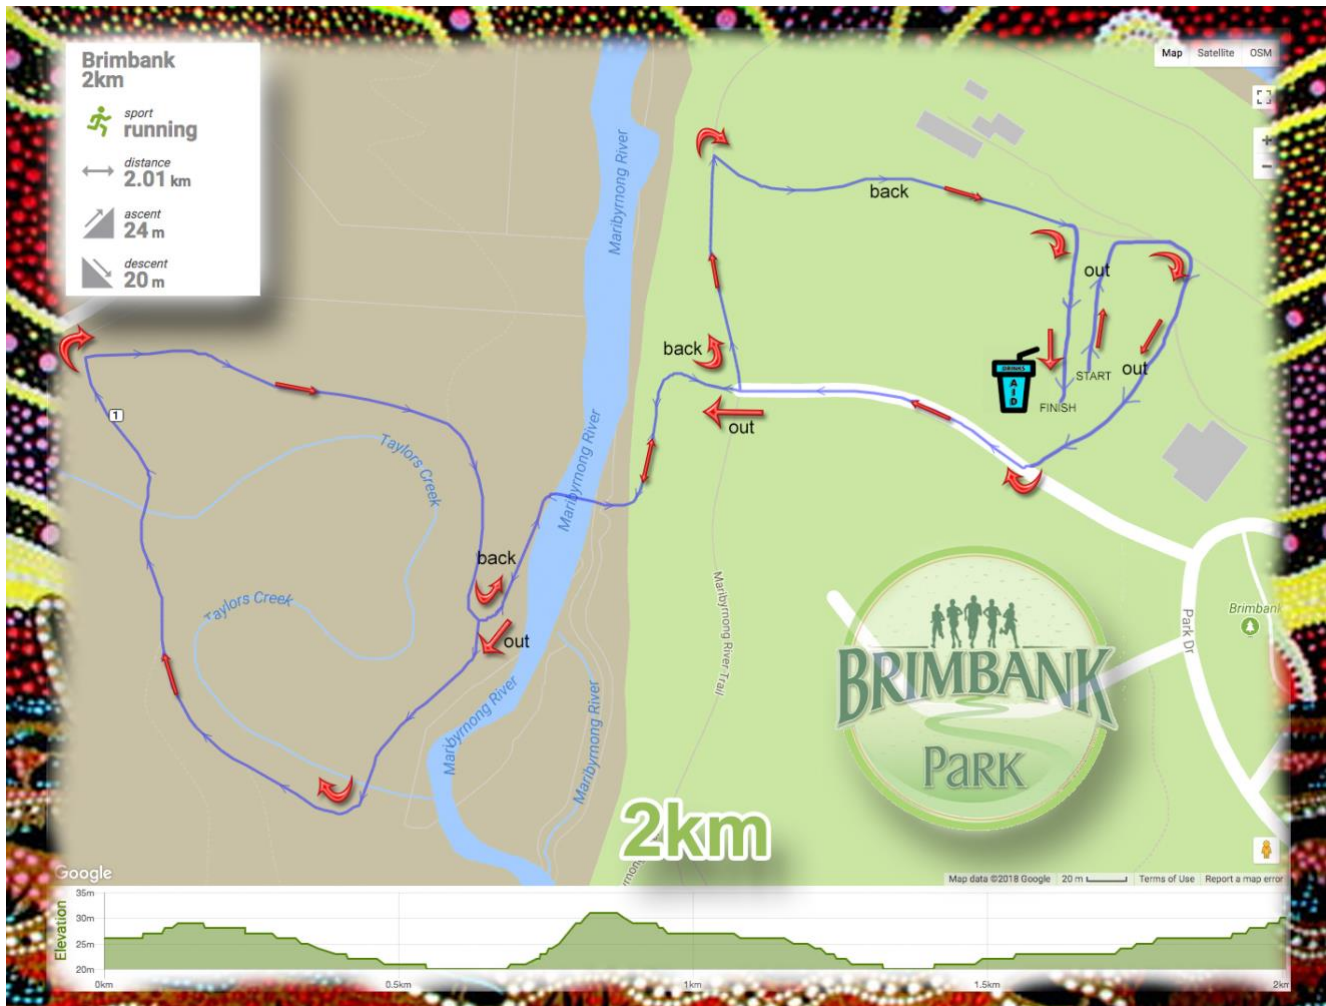 Brimbank
2km
sport
running
distance
2.01 km
ascent
24 m
descent
20 m
Map
Satellite
OSM
+
−
Maribyrnong River
Maribyrnong River
back
out
back
out
START
DRINKS
A
I
D
FINISH
out
1
Taylors Creek
Maribyrnong River
back
Taylors Creek
out
Maribyrnong River
Maribyrnong River
Maribyrnong River Trail
Park Dr
Brimbank
BRIMBANK
PARK
2km
Google
Map data ©2018 Google
20 m
Terms of Use
Report a map error
Elevation
35m
30m
25m
20m
0km
0.5km
1km
1.5km
2km